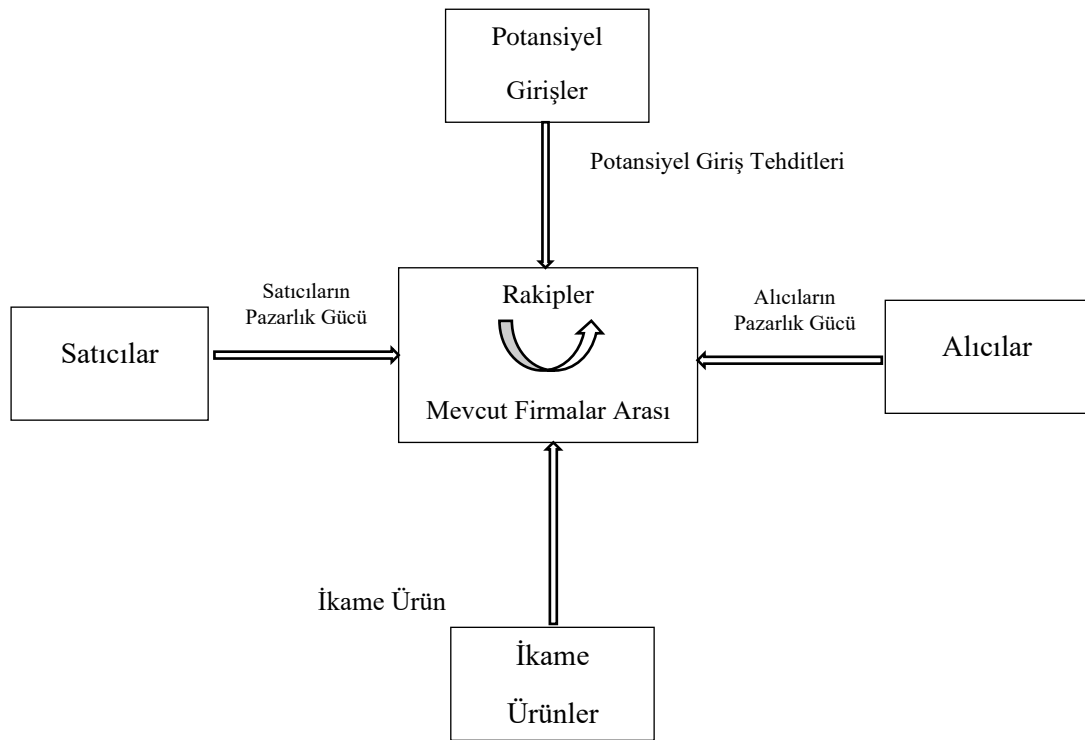 Potansiyel
Girişler
Potansiyel Giriş Tehditleri
Satıcıların
Pazarlık Gücü
Rakipler
Alıcıların
Pazarlık Gücü
Satıcılar
Alıcılar
Mevcut Firmalar Arası
İkame Ürün
İkame
Ürünler